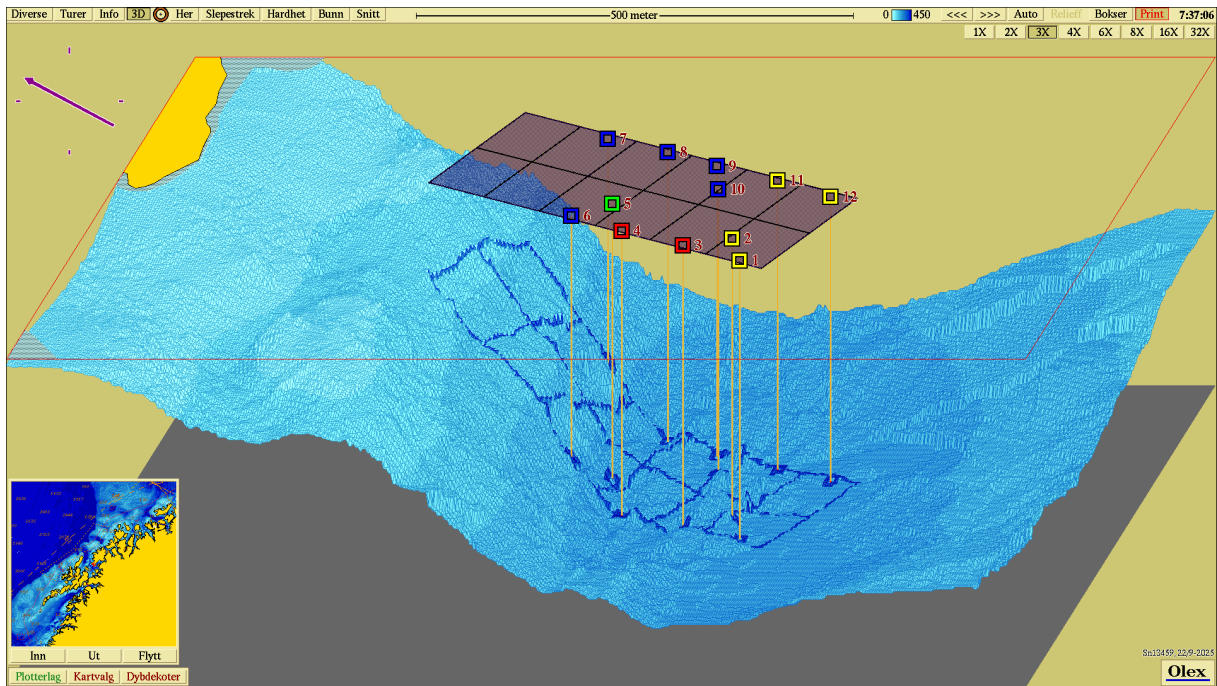 Diverse Turer Info 3D Her Slepestrek Hardhet Bunn Snitt 500 meter 0 450 <<< >>> Auto Relieff Bokser Print 7:37:06
1X 2X 3X 4X 6X 8X 16X 32X
7
8
9
11
10
12
5
6
4
2
3
1
Inn Ut Flytt
Plotterlag Kartvalg Dybdekoter
Sn13459 22/9-2025
Olex